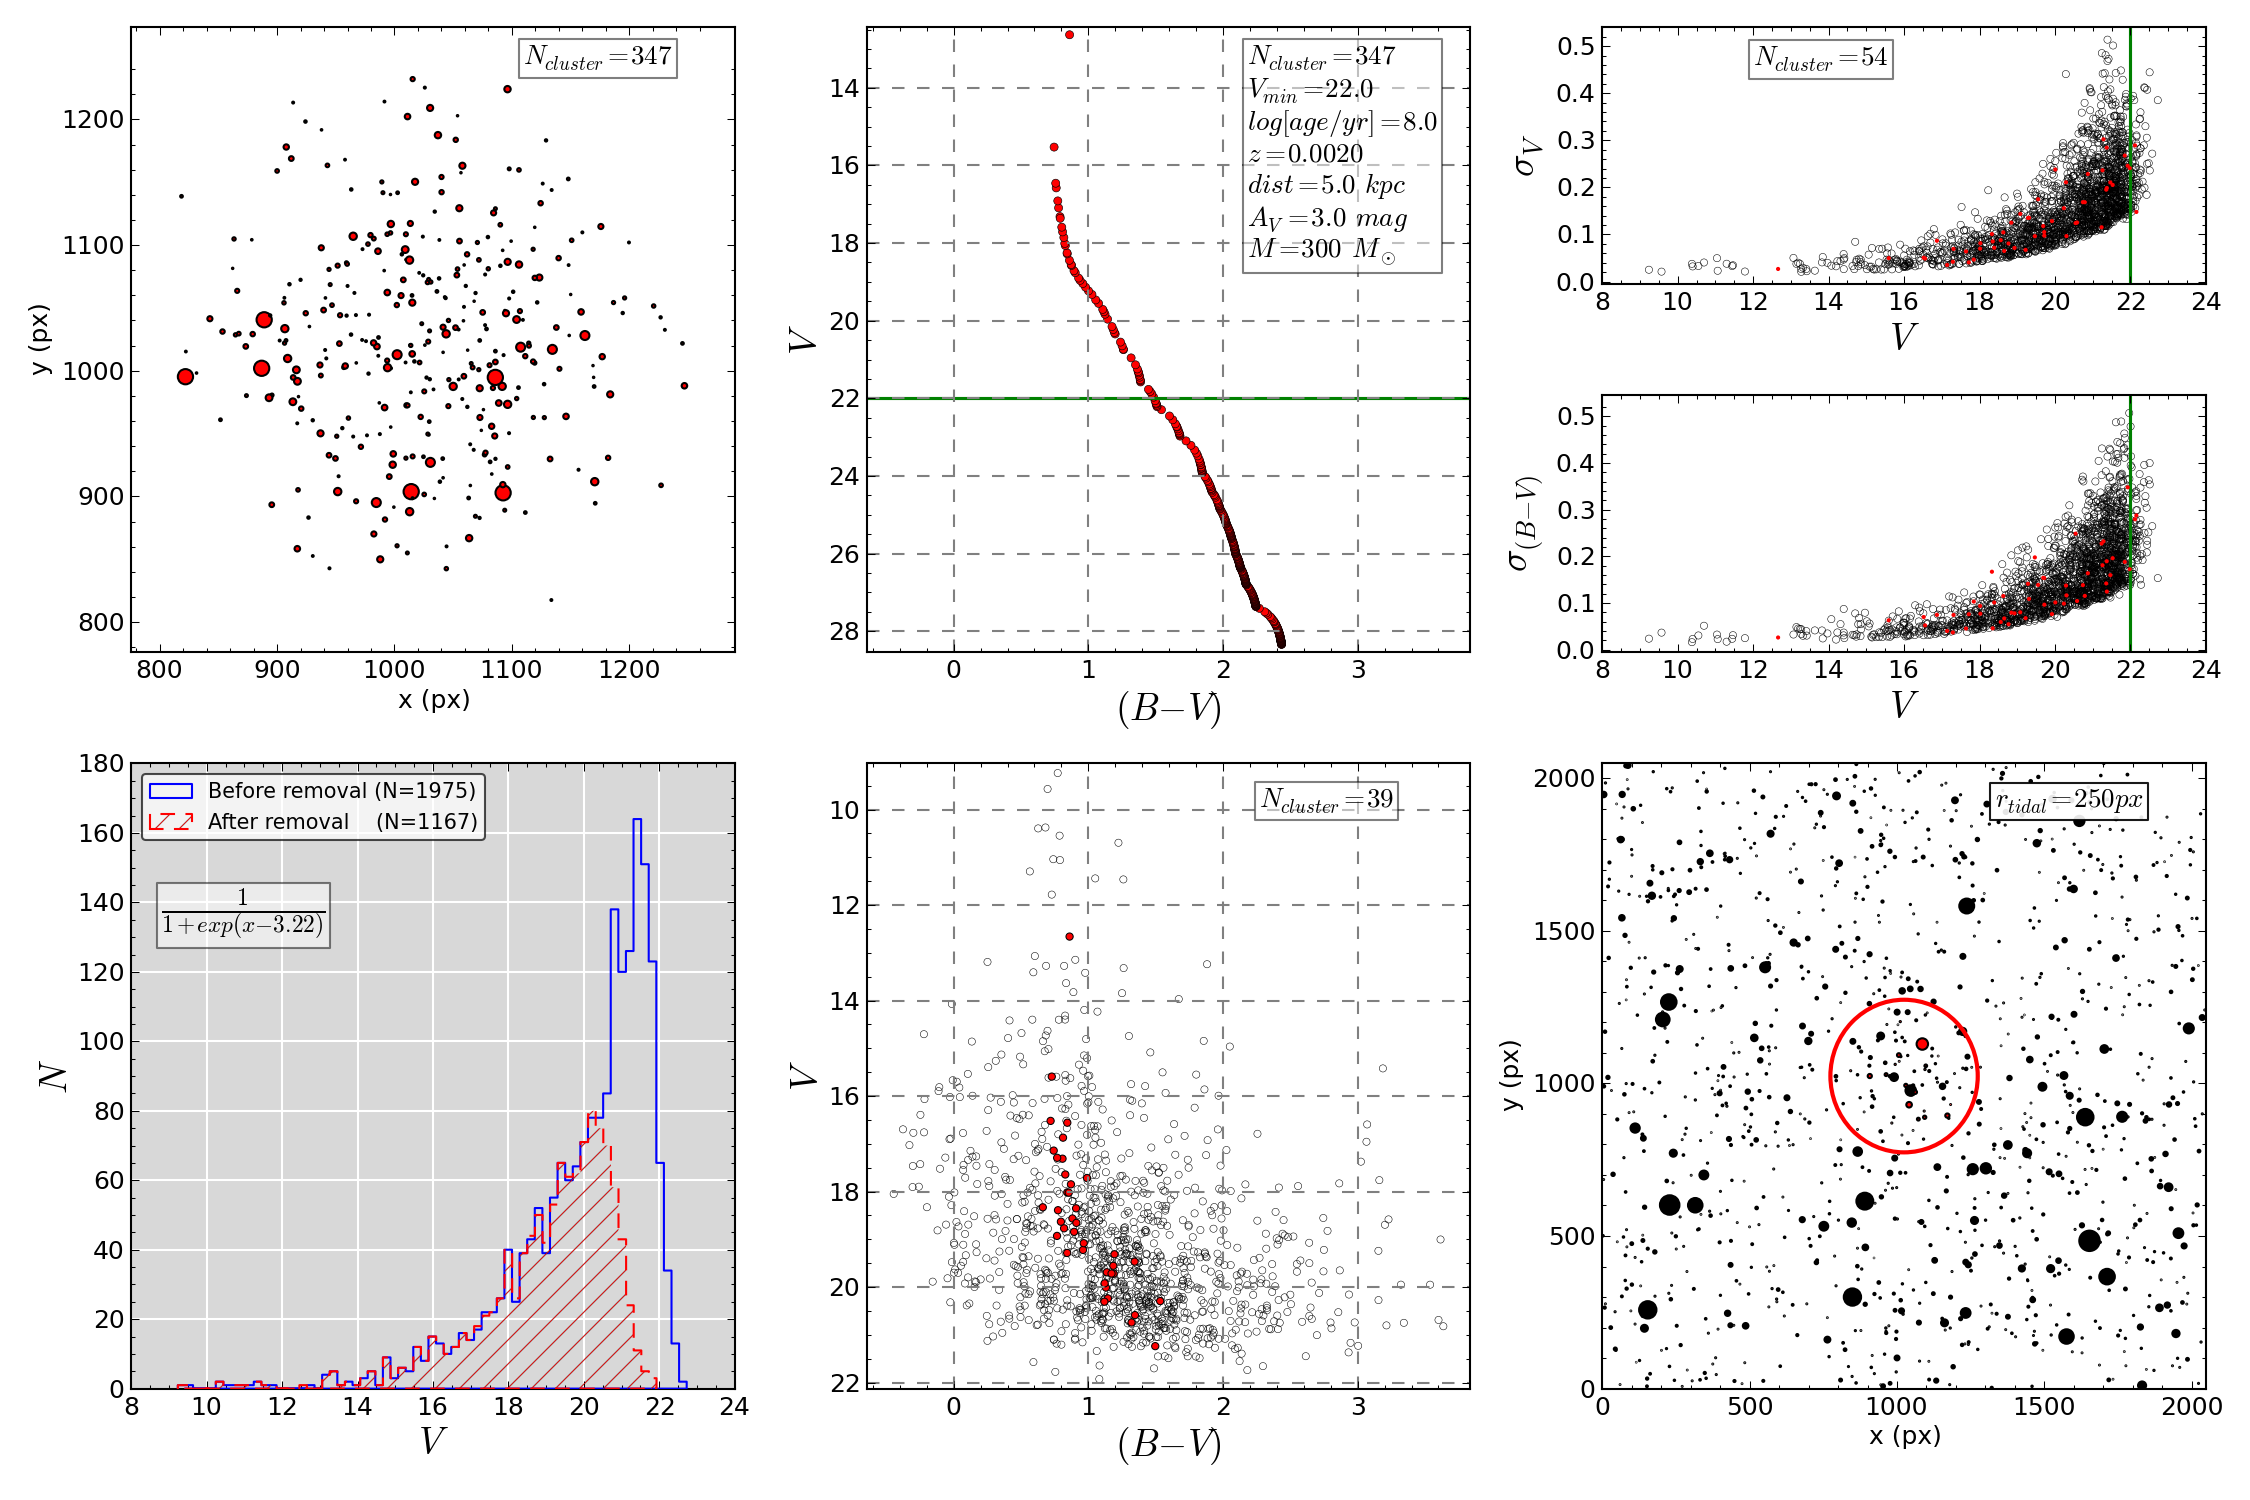 N_cluster=347
1200
1100
1000
900
800
y (px)
800 900 1000 1100 1200
x (px)
N_cluster=347
V_min=22.0
log[age/yr]=8.0
z=0.0020
dist=5.0 kpc
A_V=3.0 mag
M=300 M_⊙
14
16
18
20
22
24
26
28
V
0 1 2 3
(B−V)
N_cluster=54
0.5
0.4
0.3
0.2
0.1
0.0
σ_V
8 10 12 14 16 18 20 22 24
V
0.5
0.4
0.3
0.2
0.1
0.0
σ_(B−V)
8 10 12 14 16 18 20 22 24
V
180
160
140
120
100
80
60
40
20
0
N
Before removal (N=1975)
After removal (N=1167)
1
1+exp(x−3.22)
8 10 12 14 16 18 20 22 24
V
N_cluster=39
10
12
14
16
18
20
22
V
0 1 2 3
(B−V)
r_tidal=250px
2000
1500
1000
500
0
y (px)
0 500 1000 1500 2000
x (px)